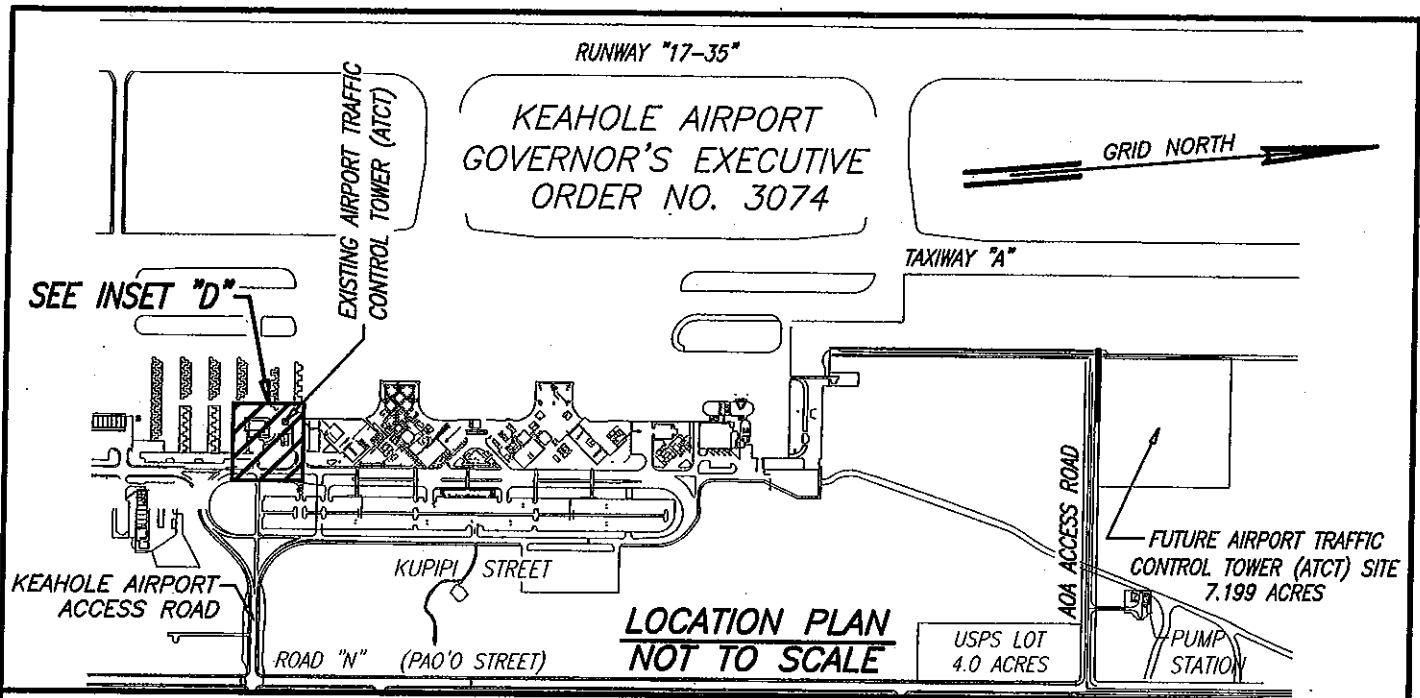 RUNWAY "17-35"
KEAHOLE AIRPORT
GOVERNOR'S EXECUTIVE
ORDER NO. 3074
GRID NORTH
TAXIWAY "A"
EXISTING AIRPORT TRAFFIC
CONTROL TOWER (ATCT)
SEE INSET "D"
AOA ACCESS ROAD
FUTURE AIRPORT TRAFFIC
CONTROL TOWER (ATCT) SITE
7.199 ACRES
KEAHOLE AIRPORT
ACCESS ROAD
KUPIPI STREET
ROAD "N"
(PAO'O STREET)
LOCATION PLAN
NOT TO SCALE
USPS LOT
4.0 ACRES
PUMP
STATION